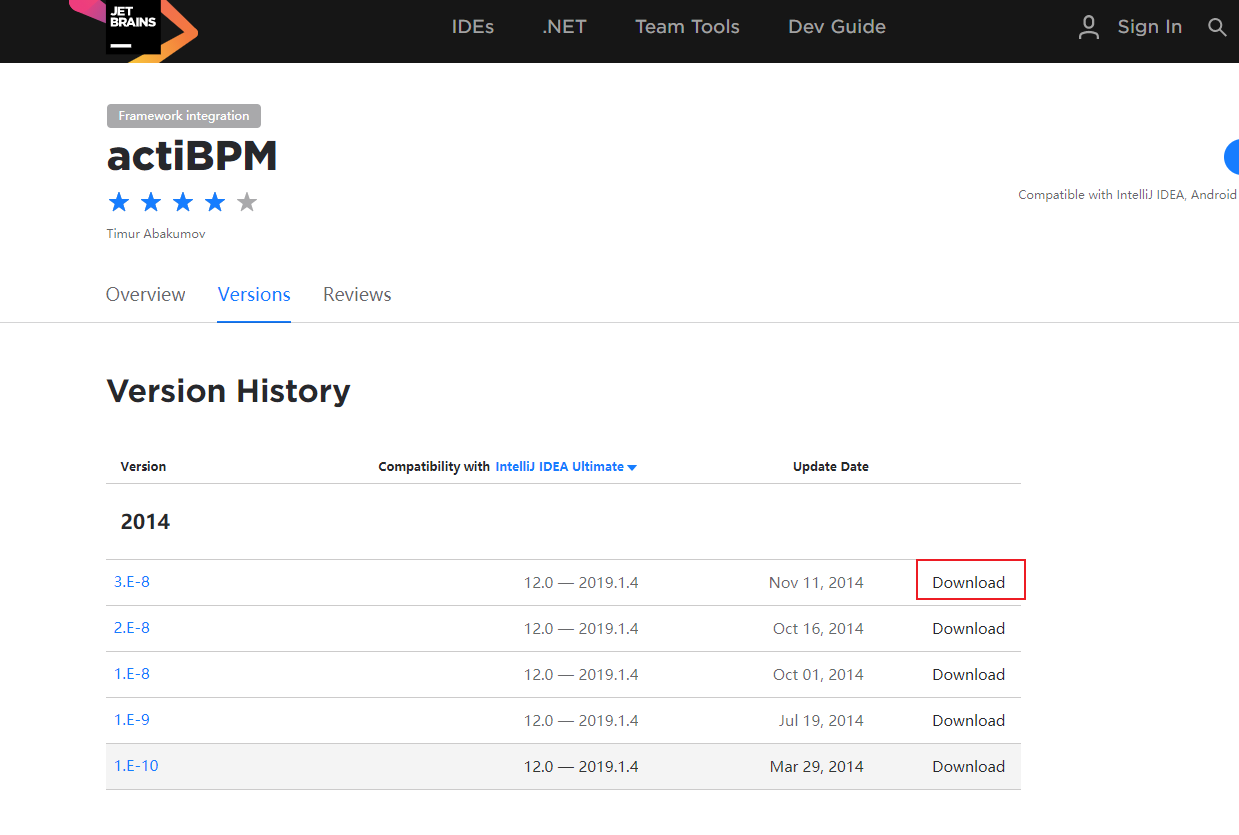 JET
BRAINS
IDEs .NET Team Tools Dev Guide Sign In
Framework integration
actiBPM
Compatible with IntelliJ IDEA, Android
Timur Abakumov
Overview Versions Reviews
Version History
Version Compatibility with IntelliJ IDEA Ultimate Update Date
2014
3.E-8 12.0 — 2019.1.4 Nov 11, 2014 Download
2.E-8 12.0 — 2019.1.4 Oct 16, 2014 Download
1.E-8 12.0 — 2019.1.4 Oct 01, 2014 Download
1.E-9 12.0 — 2019.1.4 Jul 19, 2014 Download
1.E-10 12.0 — 2019.1.4 Mar 29, 2014 Download